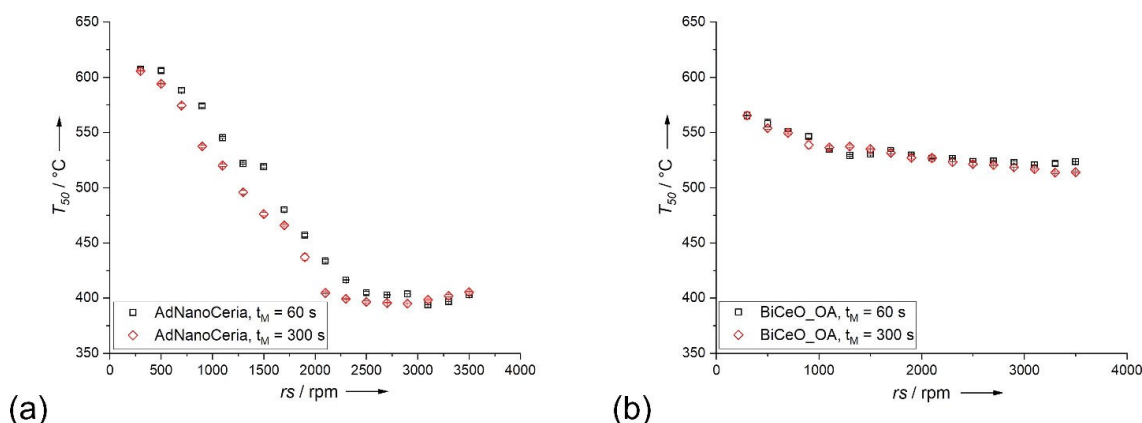 650
600
550
500
450
400
350
T50 / °C
AdNanoCeria, tM = 60 s
AdNanoCeria, tM = 300 s
0 500 1000 1500 2000 2500 3000 3500 4000
rs / rpm
(a)
650
600
550
500
450
400
350
T50 / °C
BiCeO_OA, tM = 60 s
BiCeO_OA, tM = 300 s
0 1000 2000 3000 4000
rs / rpm
(b)